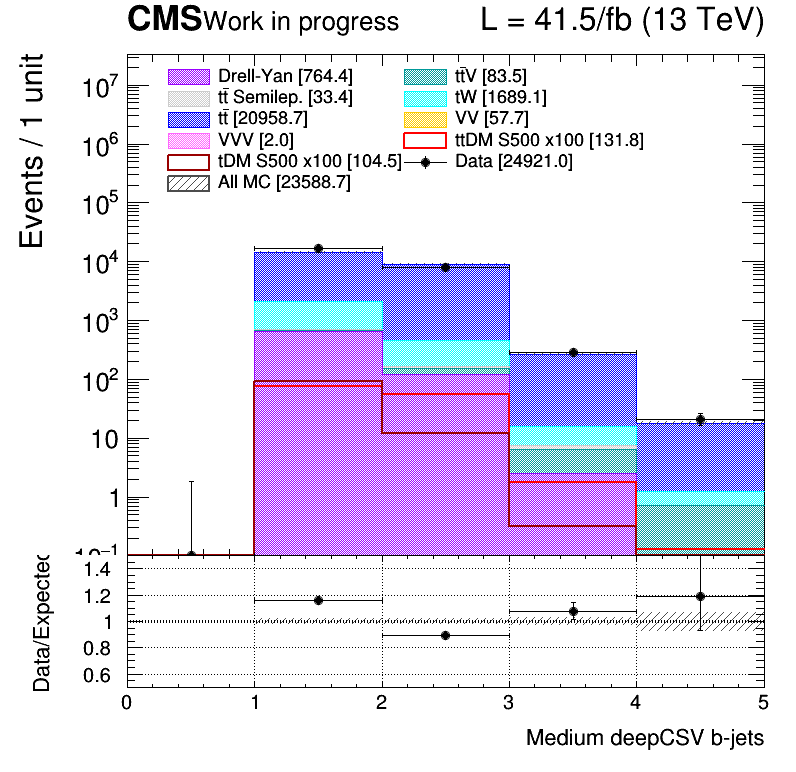 CMS Work in progress L = 41.5/fb (13 TeV)
Events / 1 unit
Drell-Yan [764.4] tt̄V [83.5]
tt̄ Semilep. [33.4] tW [1689.1]
tt̄ [20958.7] VV [57.7]
VVV [2.0] ttDM S500 x100 [131.8]
tDM S500 x100 [104.5] Data [24921.0]
All MC [23588.7]
10⁷
10⁶
10⁵
10⁴
10³
10²
10
1
10⁻¹
Data/Expected
1.4
1.2
1
0.8
0.6
0 1 2 3 4 5
Medium deepCSV b-jets